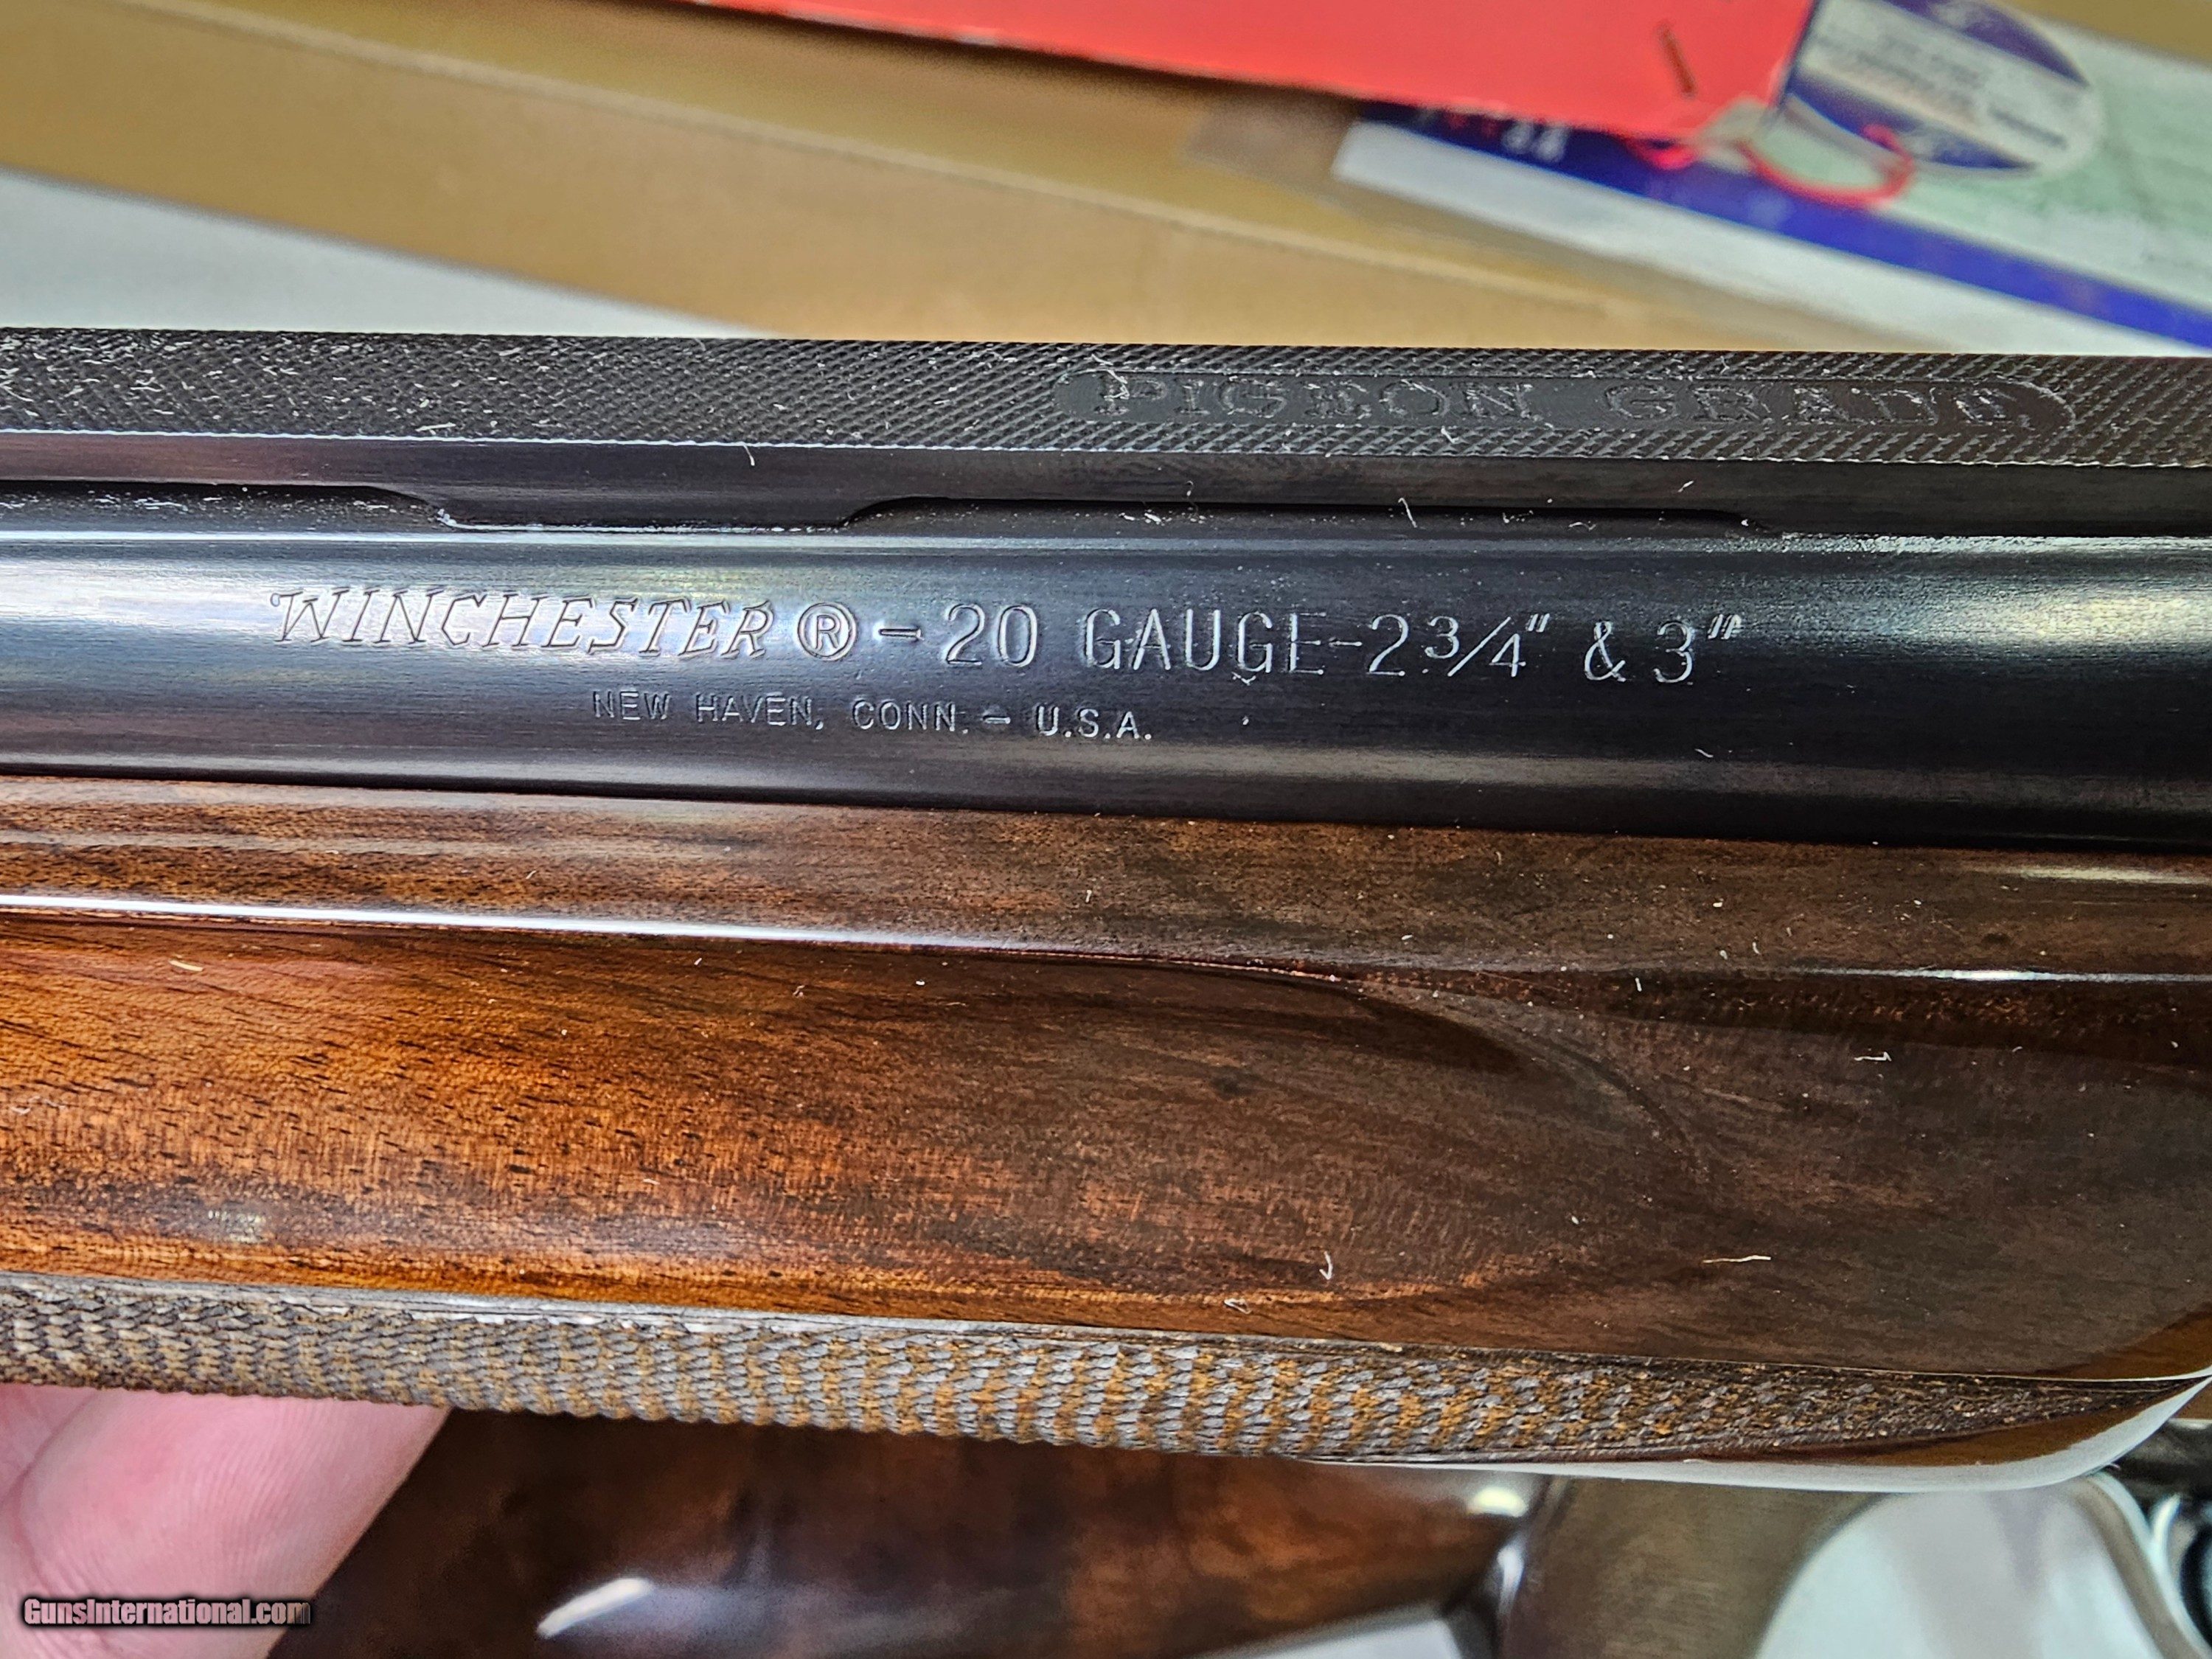 PIGEON GRADE
WINCHESTER ® - 20 GAUGE-2¾" & 3"
NEW HAVEN, CONN. - U.S.A.
GunsInternational.com